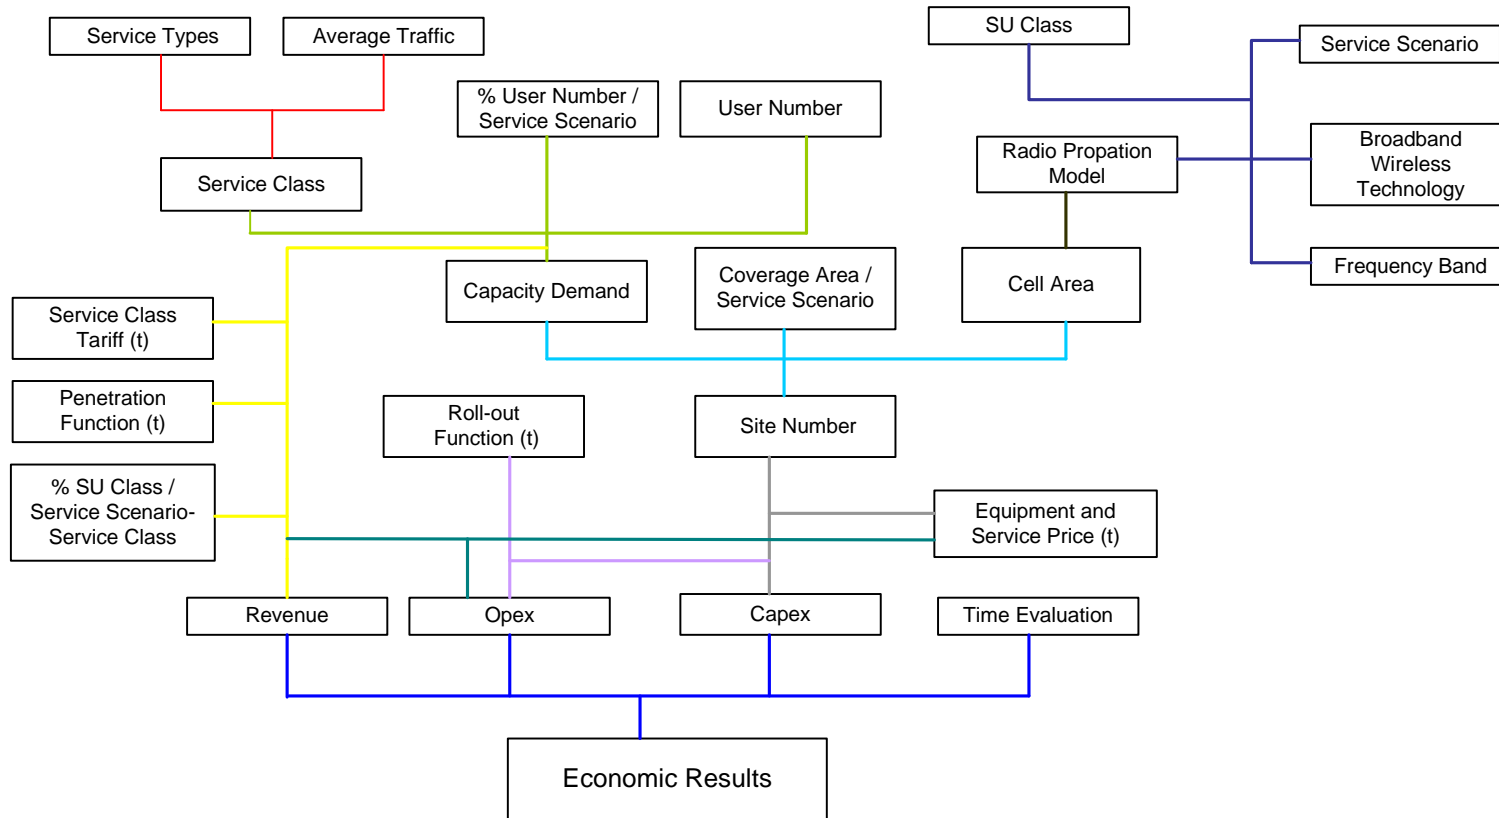 SU Class
Service Types
Average Traffic
Service Scenario
% User Number /
Service Scenario
User Number
Radio Propation
Model
Broadband
Wireless
Technology
Service Class
Frequency Band
Capacity Demand
Coverage Area /
Service Scenario
Cell Area
Service Class
Tariff (t)
Penetration
Function (t)
Roll-out
Function (t)
Site Number
% SU Class /
Service Scenario-
Service Class
Equipment and
Service Price (t)
Revenue
Opex
Capex
Time Evaluation
Economic Results